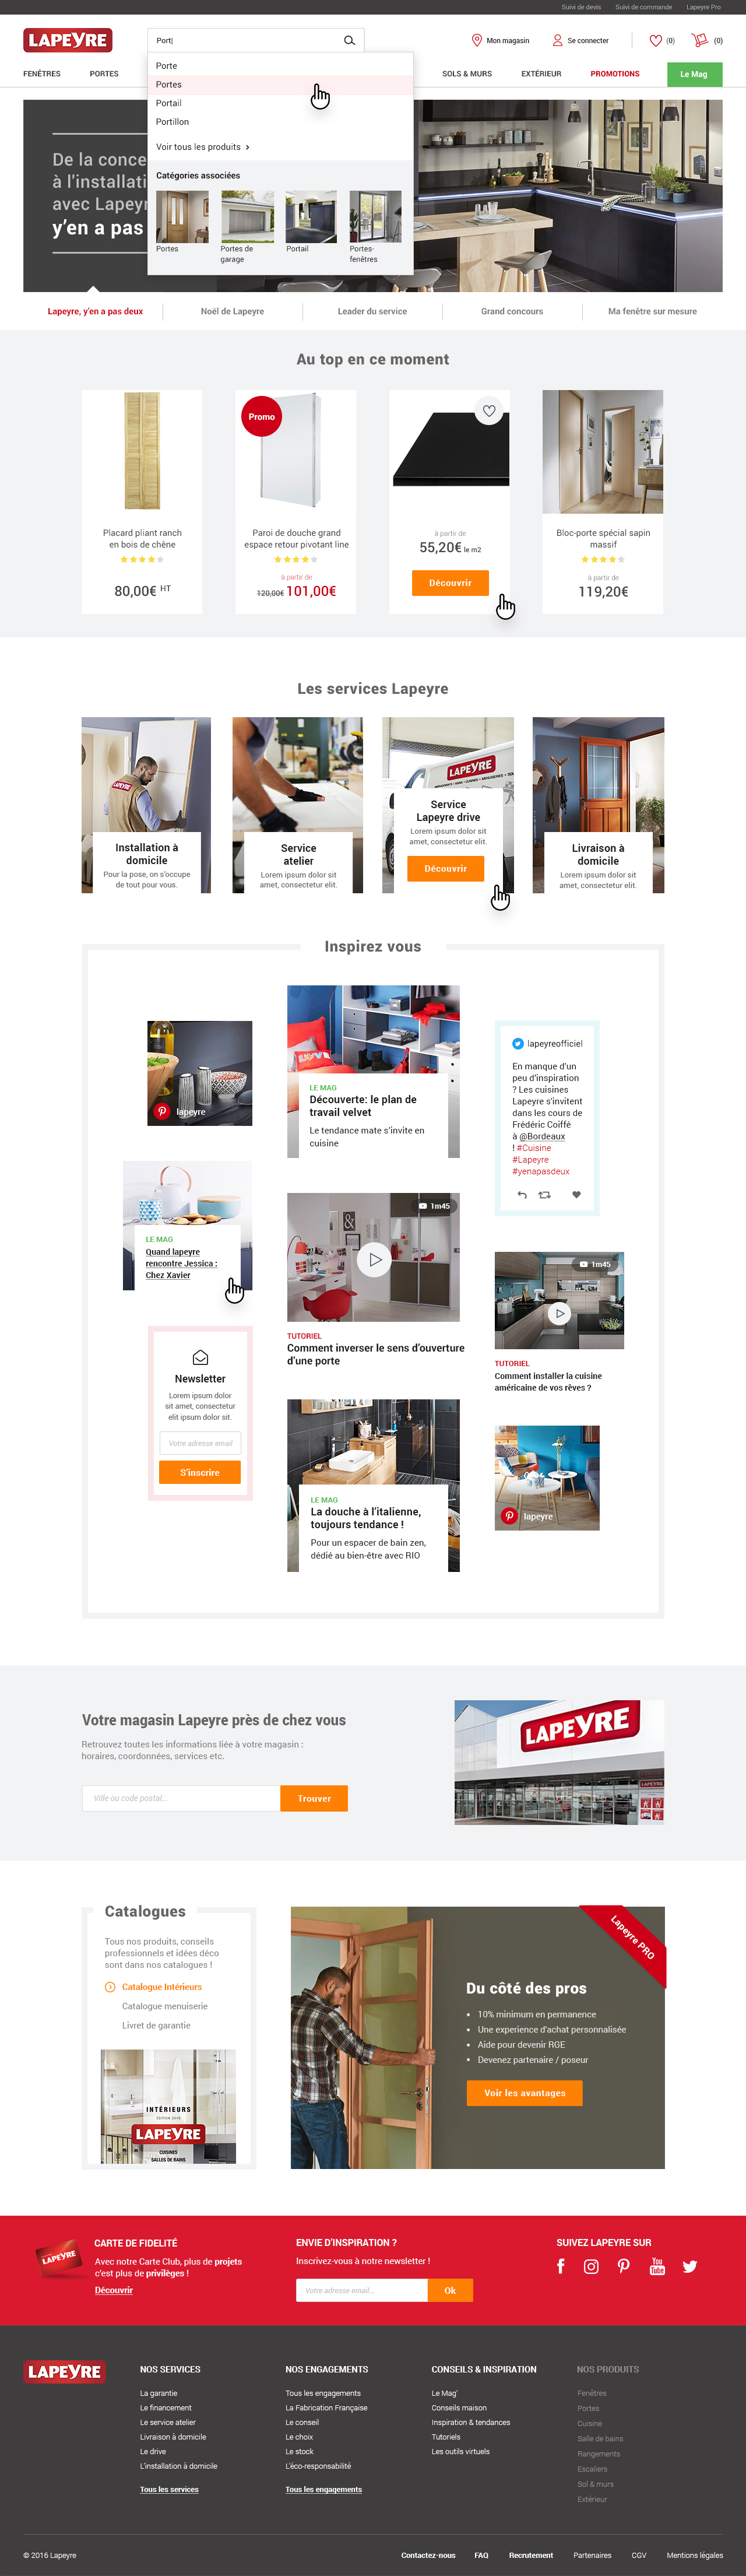 Suivi de devis Suivi de commande Lapeyre Pro
LAPEYRE
Port
Mon magasin
Se connecter
(0)
(0)
FENÊTRES
PORTES
SOLS & MURS
EXTÉRIEUR
PROMOTIONS
Le Mag
Porte
Portes
Portail
Portillon
Voir tous les produits
Catégories associées
Portes
Portes de
garage
Portail
Portes-
fenêtres
De la conce
à l'installati
avec Lapeyr
y'en a pas
Lapeyre, y'en a pas deux
Noël de Lapeyre
Leader du service
Grand concours
Ma fenêtre sur mesure
Au top en ce moment
Placard pliant ranch
en bois de chêne
80,00€ HT
Promo
Paroi de douche grand
espace retour pivotant line
à partir de
120,00€ 101,00€
à partir de
55,20€ le m2
Découvrir
Bloc-porte spécial sapin
massif
à partir de
119,20€
Les services Lapeyre
Installation à
domicile
Pour la pose, on s'occupe
de tout pour vous.
Service
atelier
Lorem ipsum dolor sit
amet, consectetur elit.
LAPEYRE
Service
Lapeyre drive
Lorem ipsum dolor sit
amet, consectetur elit.
Découvrir
Livraison à
domicile
Lorem ipsum dolor sit
amet, consectetur elit.
Inspirez vous
lapeyre
LE MAG
Quand lapeyre
rencontre Jessica :
Chez Xavier
Newsletter
Lorem ipsum dolor
sit amet, consectetur
elit ipsum dolor sit.
Votre adresse email
S'inscrire
LE MAG
Découverte: le plan de
travail velvet
Le tendance mate s'invite en
cuisine
1m45
TUTORIEL
Comment inverser le sens d'ouverture
d'une porte
LE MAG
La douche à l'italienne,
toujours tendance !
Pour un espacer de bain zen,
dédié au bien-être avec RIO
lapeyreofficiel
En manque d'un
peu d'inspiration
? Les cuisines
Lapeyre s'invitent
dans les cours de
Frédéric Coiffé
à @Bordeaux
! #Cuisine
#Lapeyre
#yenapasdeux
1m45
TUTORIEL
Comment installer la cuisine
américaine de vos rêves ?
lapeyre
Votre magasin Lapeyre près de chez vous
Retrouvez toutes les informations liée à votre magasin :
horaires, coordonnées, services etc.
Ville ou code postal...
Trouver
LAPEYRE
Catalogues
Tous nos produits, conseils
professionnels et idées déco
sont dans nos catalogues !
Catalogue Intérieurs
Catalogue menuiserie
Livret de garantie
INTÉRIEURS
LAPEYRE
CUISINES
SALLES DE BAINS
Lapeyre PRO
Du côté des pros
• 10% minimum en permanence
• Une experience d'achat personnalisée
• Aide pour devenir RGE
• Devenez partenaire / poseur
Voir les avantages
LAPEYRE
CARTE DE FIDELITÉ
Avec notre Carte Club, plus de projets
c'est plus de privilèges !
Découvrir
ENVIE D'INSPIRATION ?
Inscrivez-vous à notre newsletter !
Votre adresse email...
Ok
SUIVEZ LAPEYRE SUR
You
Tube
LAPEYRE
NOS SERVICES
La garantie
Le financement
Le service atelier
Livraison à domicile
Le drive
L'installation à domicile
Tous les services
NOS ENGAGEMENTS
Tous les engagements
La Fabrication Française
Le conseil
Le choix
Le stock
L'éco-responsabilité
Tous les engagements
CONSEILS & INSPIRATION
Le Mag'
Conseils maison
Inspiration & tendances
Tutoriels
Les outils virtuels
NOS PRODUITS
Fenêtres
Portes
Cuisine
Salle de bains
Rangements
Escaliers
Sol & murs
Extérieur
© 2016 Lapeyre
Contactez-nous
FAQ
Recrutement
Partenaires
CGV
Mentions légales